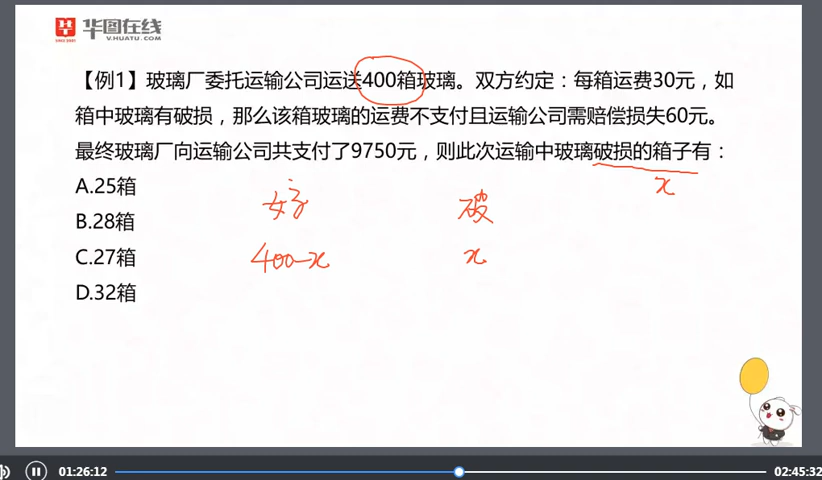 华图在线
SINCE 2001
V.HUATU.COM
【例1】玻璃厂委托运输公司运送400箱玻璃。双方约定：每箱运费30元，如
箱中玻璃有破损，那么该箱玻璃的运费不支付且运输公司需赔偿损失60元。
最终玻璃厂向运输公司共支付了9750元，则此次运输中玻璃破损的箱子有：
A.25箱
x
好 破
B.28箱
C.27箱
400-x x
D.32箱
01:26:12 02:45:32